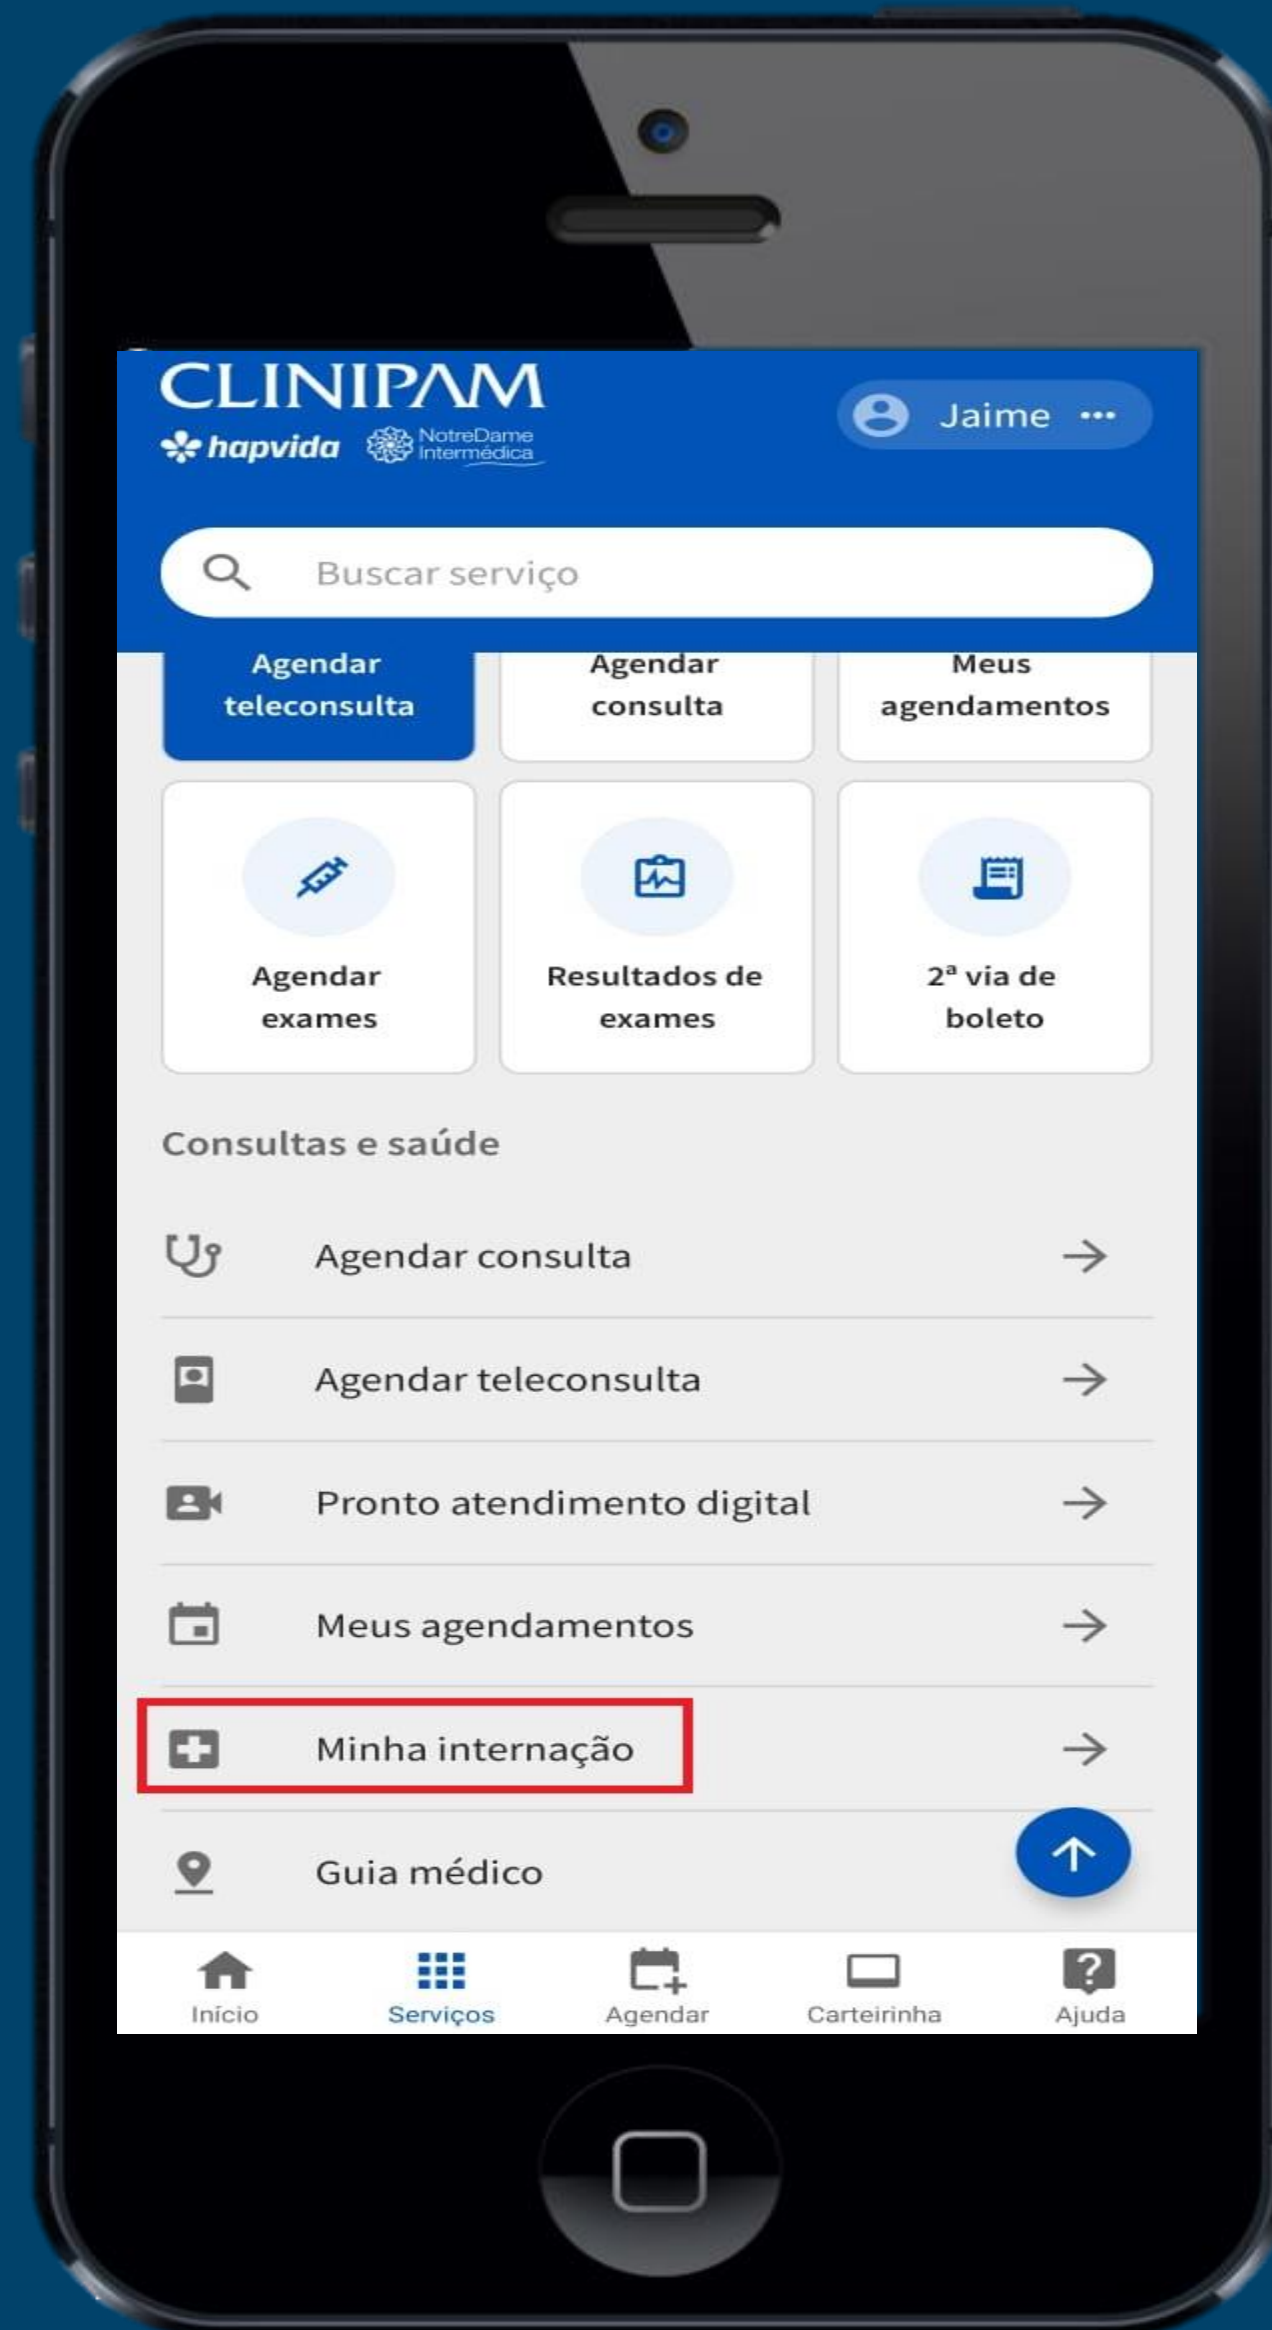 CLINIPAM
hapvida NotreDame
Intermédica
Jaime ...
Buscar serviço
Agendar
teleconsulta
Agendar
consulta
Meus
agendamentos
Agendar
exames
Resultados de
exames
2ª via de
boleto
Consultas e saúde
Agendar consulta
Agendar teleconsulta
Pronto atendimento digital
Meus agendamentos
Minha internação
Guia médico
Início
Serviços
Agendar
Carteirinha
Ajuda